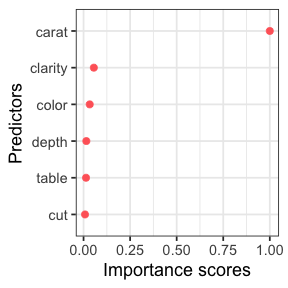 carat
clarity
color
depth
table
cut
Predictors
0.00 0.25 0.50 0.75 1.00
Importance scores